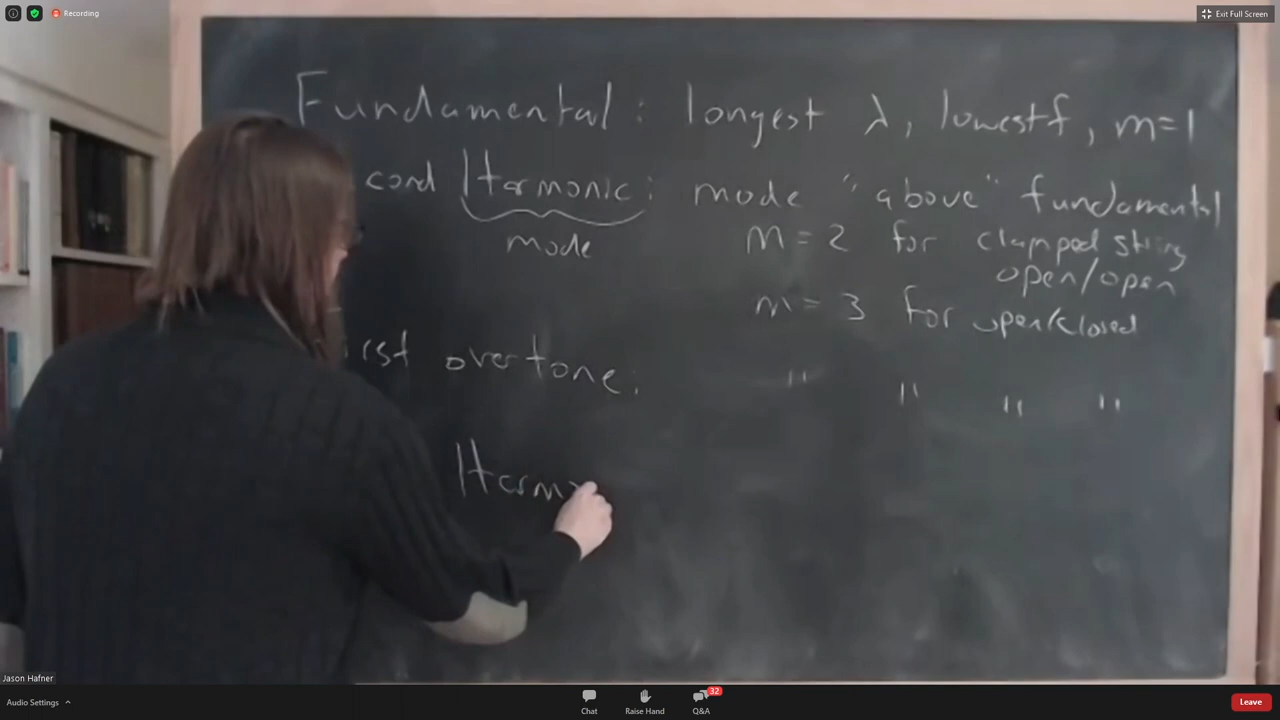 Recording
Exit Full Screen
Fundamental: longest λ, lowest f, m=1
cond Harmonic: mode "above" fundamental
mode
m = 2 for clamped string
open/open
m = 3 for open/closed
rst overtone: " " " "
Harm
Jason Hafner
Audio Settings
Chat
Raise Hand
Q&A
32
Leave